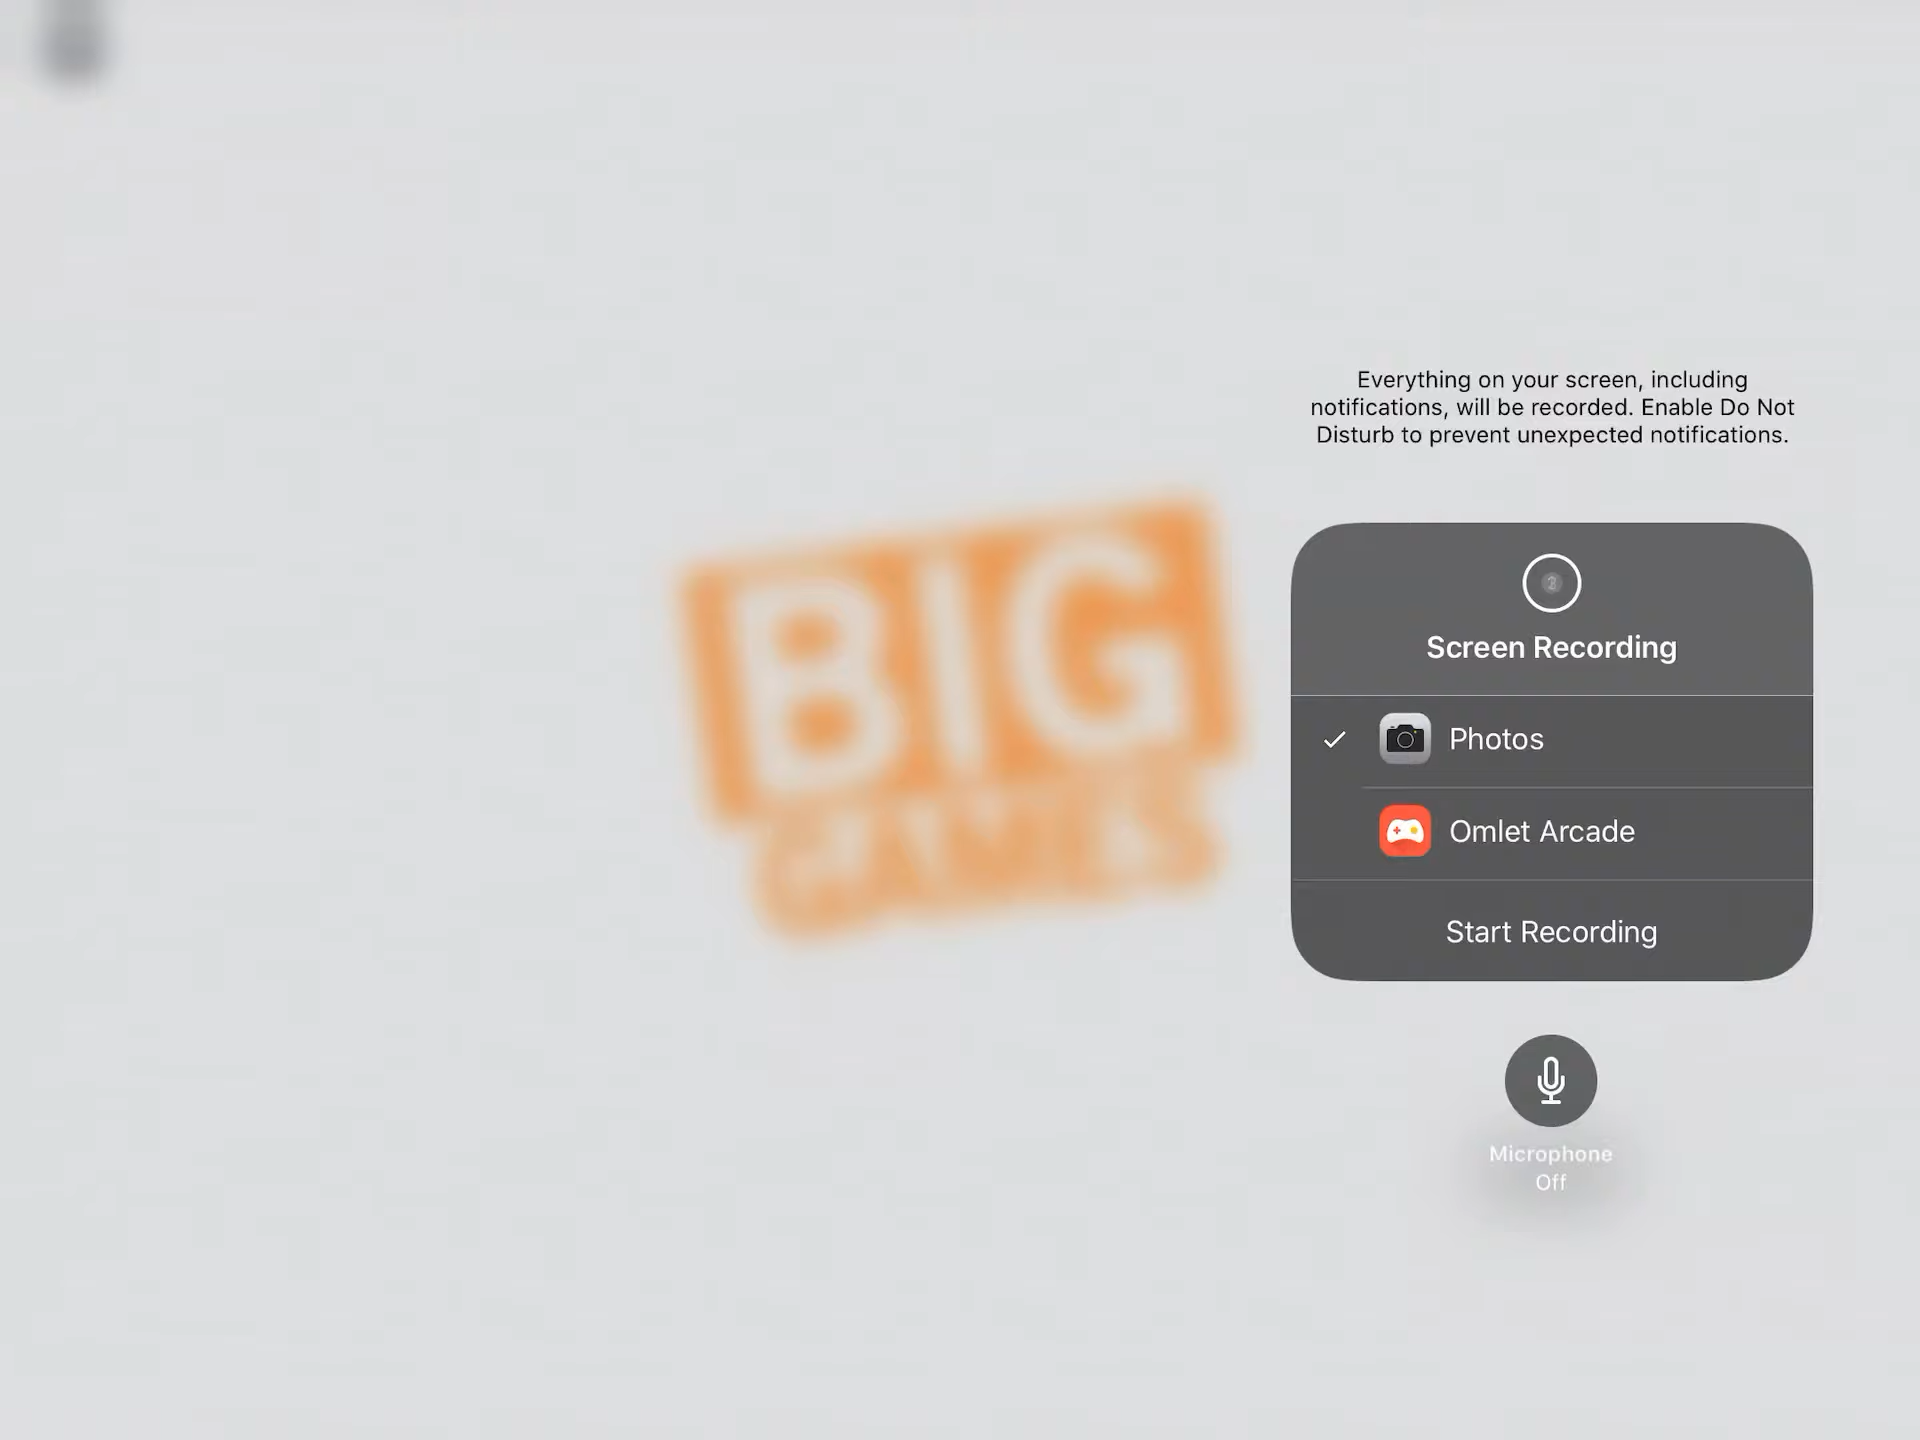 Everything on your screen, including
notifications, will be recorded. Enable Do Not
Disturb to prevent unexpected notifications.
BIG
GAMES
Screen Recording
Photos
Omlet Arcade
Start Recording
Microphone
Off